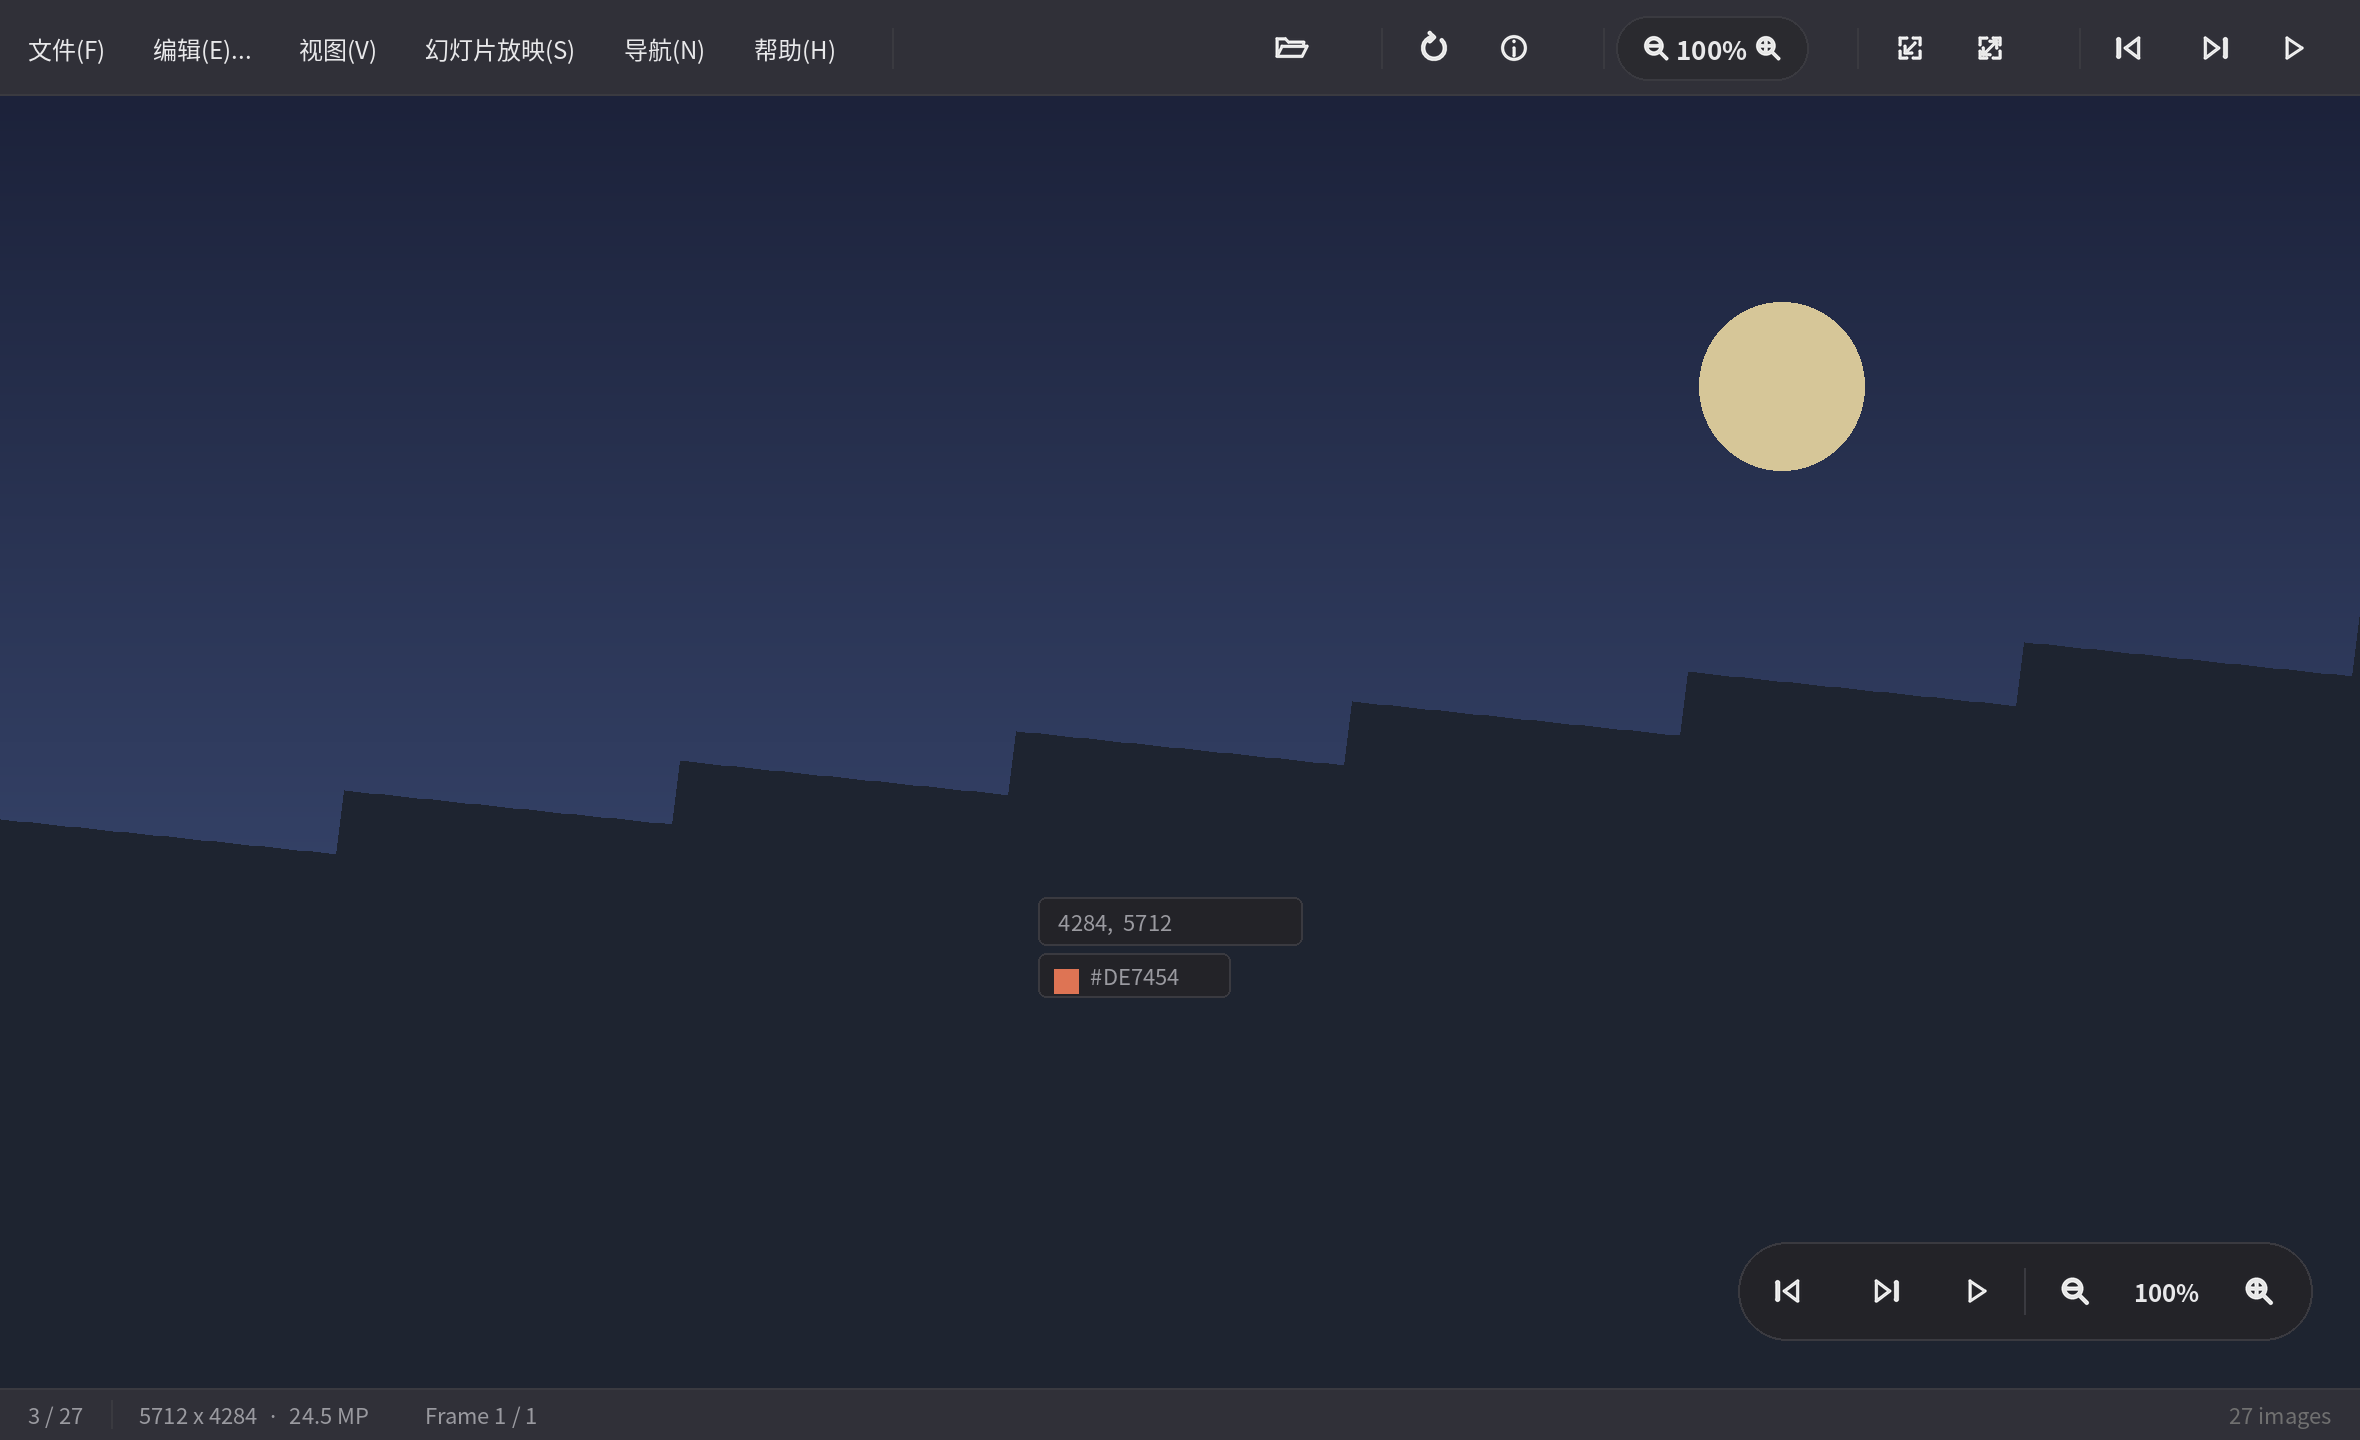 文件(F) 编辑(E)... 视图(V) 幻灯片放映(S) 导航(N) 帮助(H) 100%
4284, 5712
#DE7454
100%
3 / 27 5712 x 4284 · 24.5 MP Frame 1 / 1 27 images